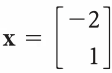 x = [ −2
1 ]